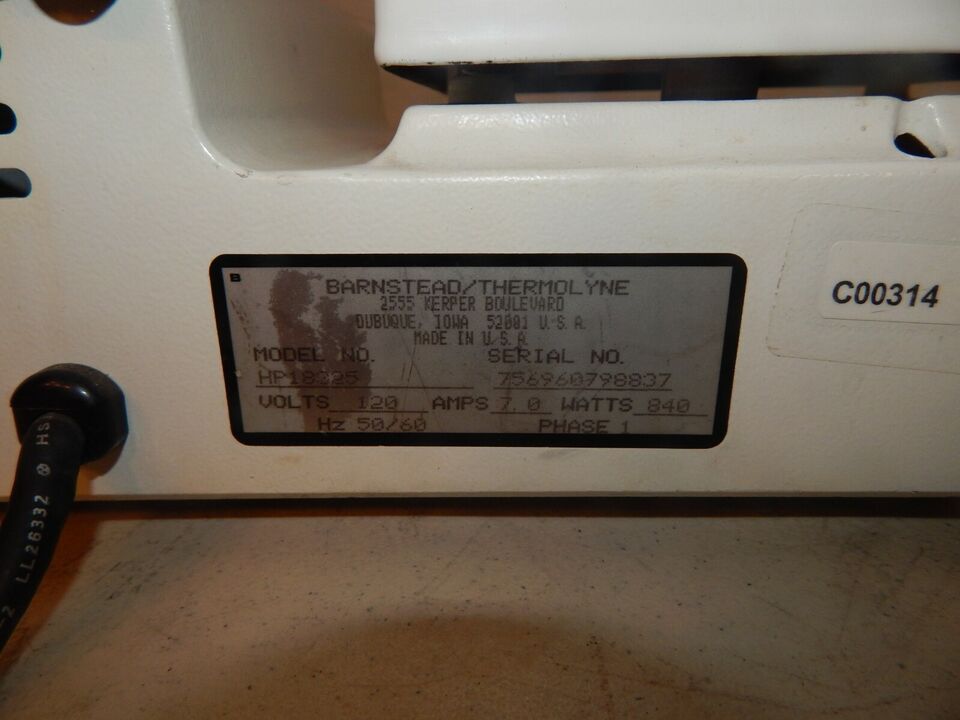 B
BARNSTEAD/THERMOLYNE
2555 KERPER BOULEVARD
DUBUQUE, IOWA 52001 U.S.A.
MADE IN U.S.A.
MODEL NO. SERIAL NO.
HP18325 756960798837
VOLTS 120 AMPS 7.0 WATTS 840
Hz 50/60 PHASE 1
C00314
LL26332